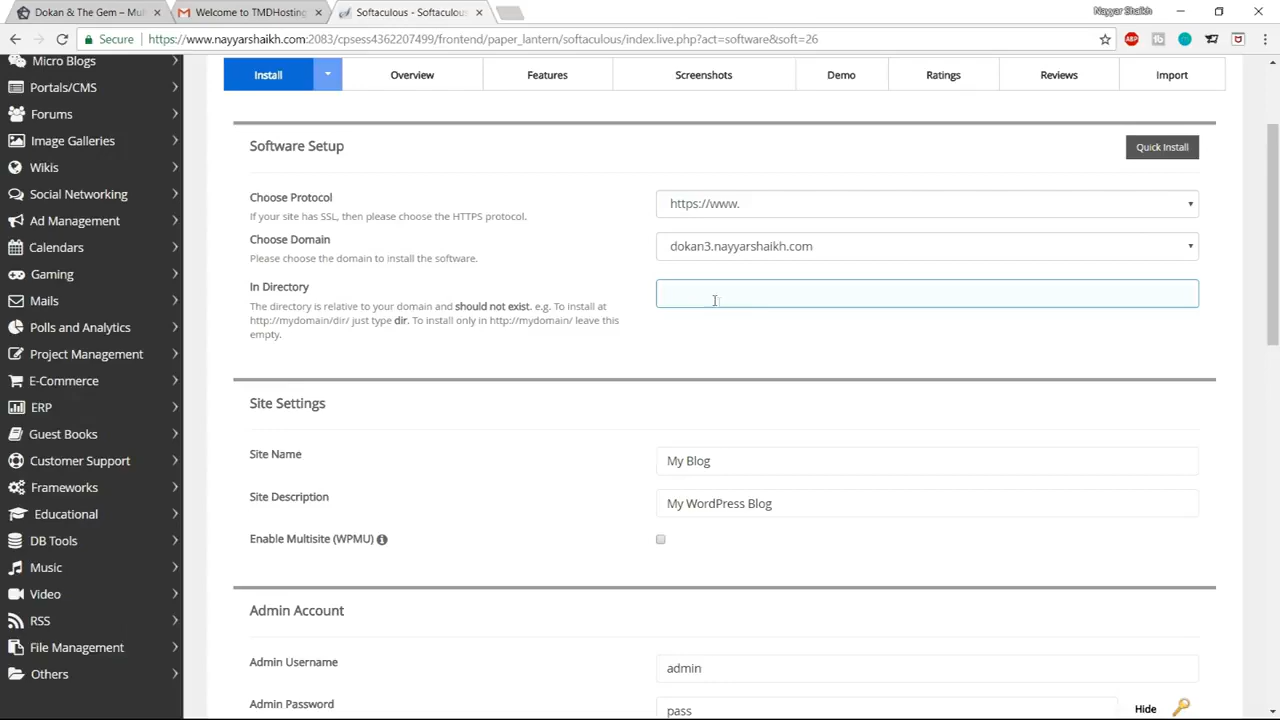 Dokan & The Gem – Mul
Welcome to TMDHosting
Softaculous - Softaculous
Nayyar Shaikh
Secure
https://www.nayyarshaikh.com:2083/cpsess4362207499/frontend/paper_lantern/softaculous/index.live.php?act=software&soft=26
ABP
Micro Blogs
Portals/CMS
Forums
Image Galleries
Wikis
Social Networking
Ad Management
Calendars
Gaming
Mails
Polls and Analytics
Project Management
E-Commerce
ERP
Guest Books
Customer Support
Frameworks
Educational
DB Tools
Music
Video
RSS
File Management
Others
Install
Overview
Features
Screenshots
Demo
Ratings
Reviews
Import
Software Setup
Quick Install
Choose Protocol
If your site has SSL, then please choose the HTTPS protocol.
https://www.
Choose Domain
Please choose the domain to install the software.
dokan3.nayyarshaikh.com
In Directory
The directory is relative to your domain and should not exist. e.g. To install at
http://mydomain/dir/ just type dir. To install only in http://mydomain/ leave this
empty.
Site Settings
Site Name
My Blog
Site Description
My WordPress Blog
Enable Multisite (WPMU)
Admin Account
Admin Username
admin
Admin Password
pass
Hide